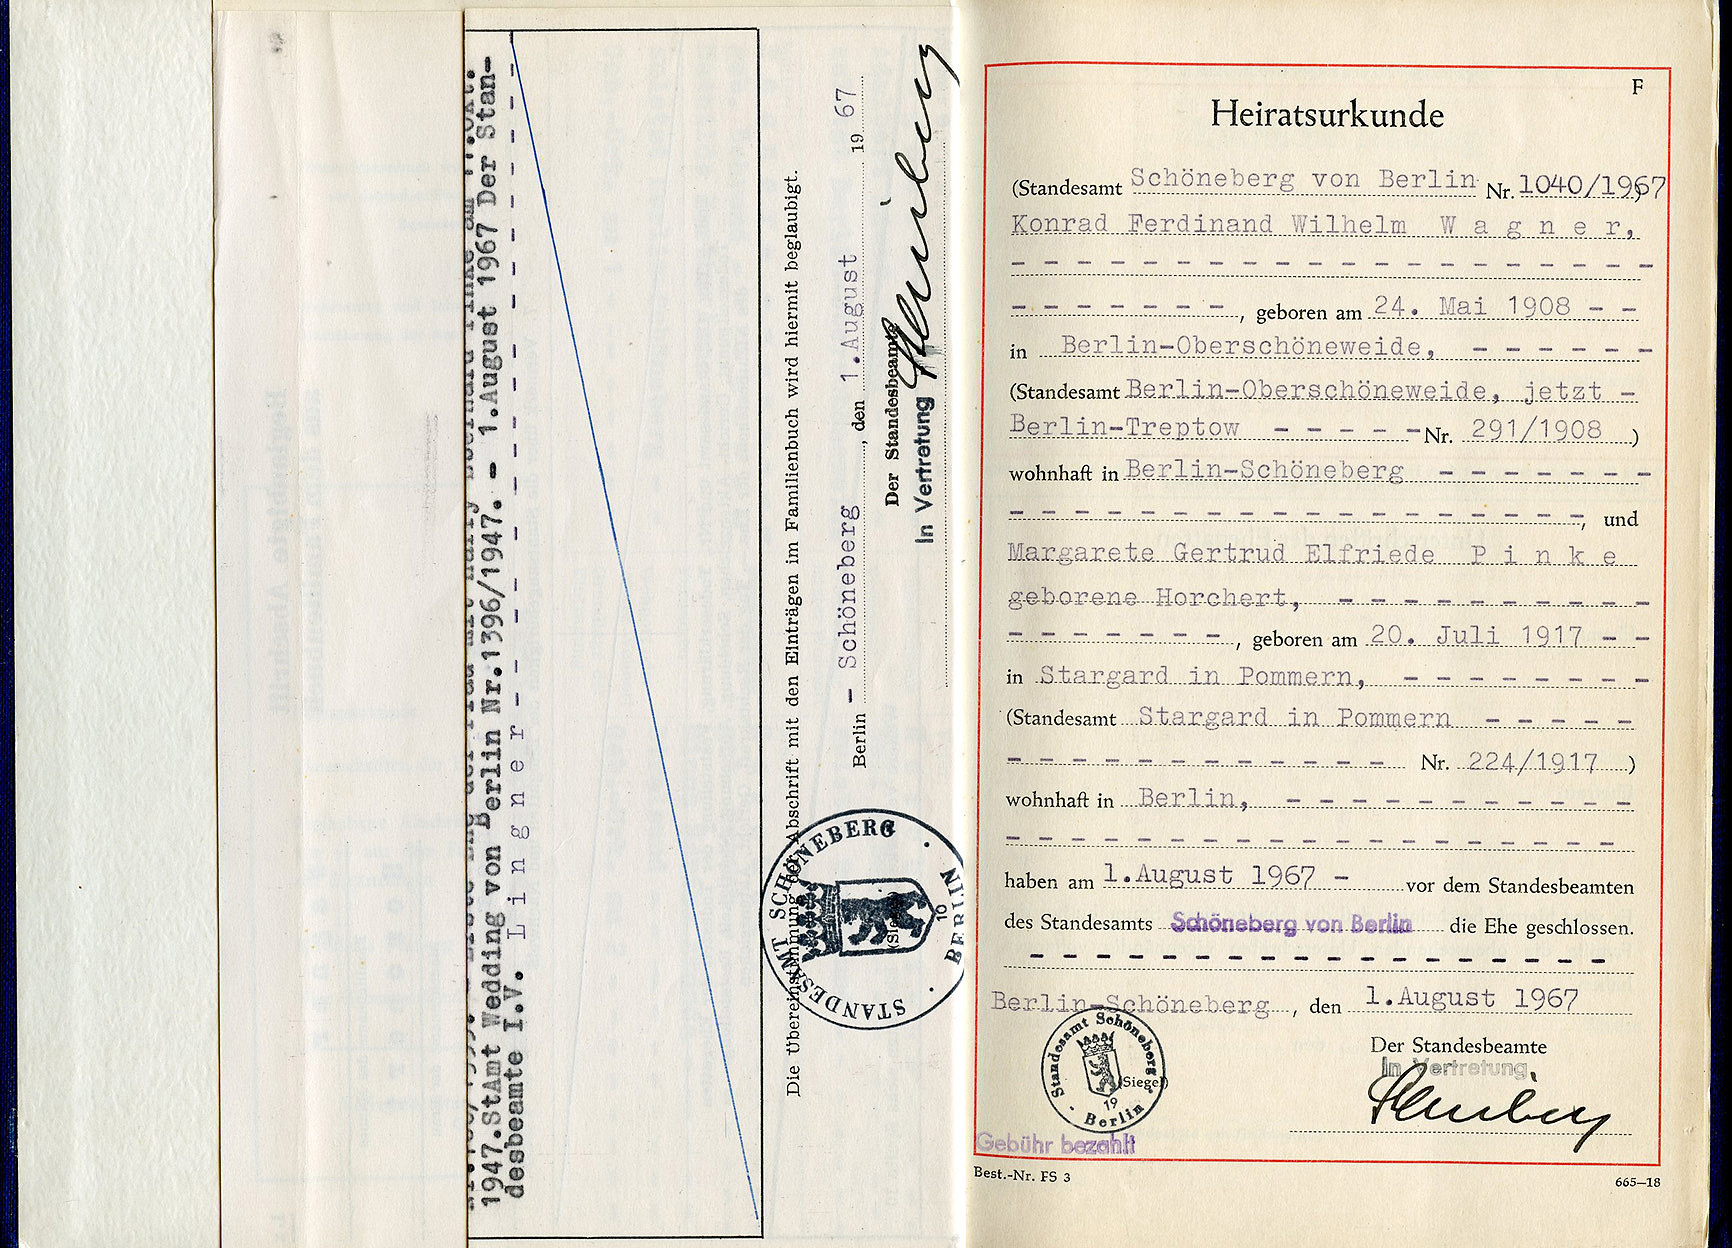 1947.StAmt Wedding von Berlin Nr.1396/1947. - 1.August 1967 Der Stan-
desbeamte I.V. L i n g n e r - - - - - - - - - - - - - - -
Die Übereinstimmung der Abschrift mit den Einträgen im Familienbuch wird hiermit beglaubigt.
Berlin - Schöneberg, den 1.August 19 67
Der Standesbeamte
In Vertretung
STANDESAMT SCHÖNEBERG
STANDESAMT
BERLIN
10
F
Heiratsurkunde
(Standesamt Schöneberg von Berlin Nr. 1040/1967)
Konrad Ferdinand Wilhelm W a g n e r,
- - - - - - - - - - - - - - - - - - -
- - - - - - - -, geboren am 24. Mai 1908 - -
in Berlin-Oberschöneweide, - - - - - -
(Standesamt Berlin-Oberschöneweide, jetzt -
Berlin-Treptow - - - - - Nr. 291/1908 )
wohnhaft in Berlin-Schöneberg - - - - - - -
- - - - - - - - - - - - - - - - - -, und
Margarete Gertrud Elfriede P i n k e
geborene Horchert, - - - - - - - - - -
- - - - - - - -, geboren am 20. Juli 1917 - -
in Stargard in Pommern, - - - - - - - -
(Standesamt Stargard in Pommern - - - - -
- - - - - - - - - - - - Nr. 224/1917 )
wohnhaft in Berlin, - - - - - - - - - - -
- - - - - - - - - - - - - - - - - - -
haben am 1.August 1967 - vor dem Standesbeamten
des Standesamts Schöneberg von Berlin die Ehe geschlossen.
- - - - - - - - - - - - - - - - - -
Berlin-Schöneberg, den 1.August 1967
Der Standesbeamte
In Vertretung
Standesamt Schöneberg
(Siegel)
19
Berlin
Gebühr bezahlt
Best.-Nr. FS 3
665–18